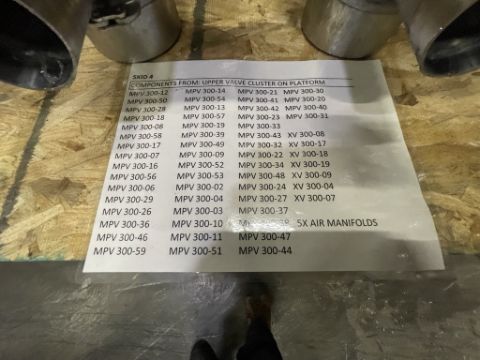 SKID 4
COMPONENTS FROM: UPPER VALVE CLUSTER ON PLATFORM
MPV 300-12 MPV 300-14 MPV 300-21 MPV 300-30
MPV 300-50 MPV 300-54 MPV 300-41 MPV 300-20
MPV 300-28 MPV 300-13 MPV 300-42 MPV 300-40
MPV 300-18 MPV 300-57 MPV 300-23 MPV 300-31
MPV 300-08 MPV 300-19 MPV 300-33
MPV 300-58 MPV 300-39 MPV 300-43 XV 300-08
MPV 300-17 MPV 300-49 MPV 300-32 XV 300-17
MPV 300-07 MPV 300-09 MPV 300-22 XV 300-18
MPV 300-16 MPV 300-52 MPV 300-34 XV 300-19
MPV 300-56 MPV 300-53 MPV 300-48 XV 300-09
MPV 300-06 MPV 300-02 MPV 300-24 XV 300-04
MPV 300-29 MPV 300-04 MPV 300-27 XV 300-07
MPV 300-26 MPV 300-03 MPV 300-37
MPV 300-36 MPV 300-10 5X AIR MANIFOLDS
MPV 300-46 MPV 300-11 MPV 300-47
MPV 300-59 MPV 300-51 MPV 300-44